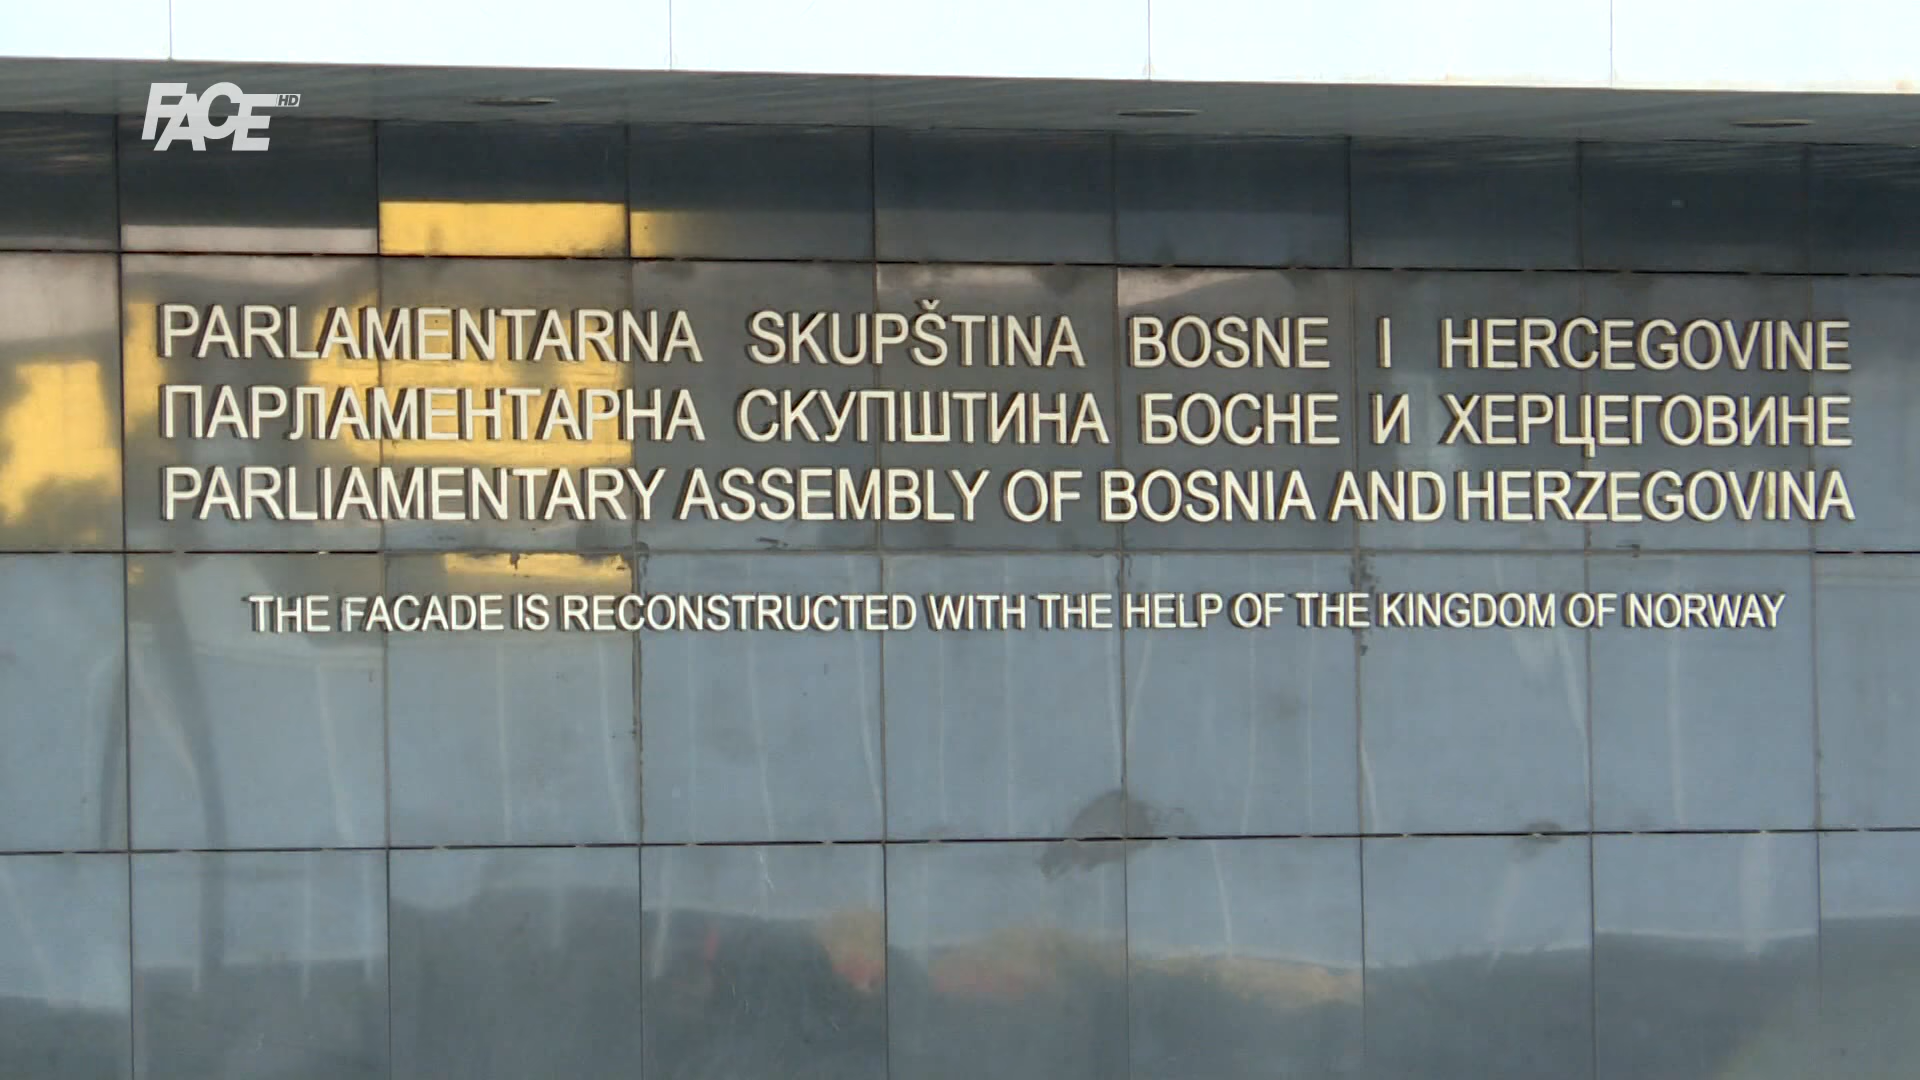 FACE HD
PARLAMENTARNA SKUPŠTINA BOSNE I HERCEGOVINE
ПАРЛАМЕНТАРНА СКУПШТИНА БОСНЕ И ХЕРЦЕГОВИНЕ
PARLIAMENTARY ASSEMBLY OF BOSNIA AND HERZEGOVINA
THE FACADE IS RECONSTRUCTED WITH THE HELP OF THE KINGDOM OF NORWAY